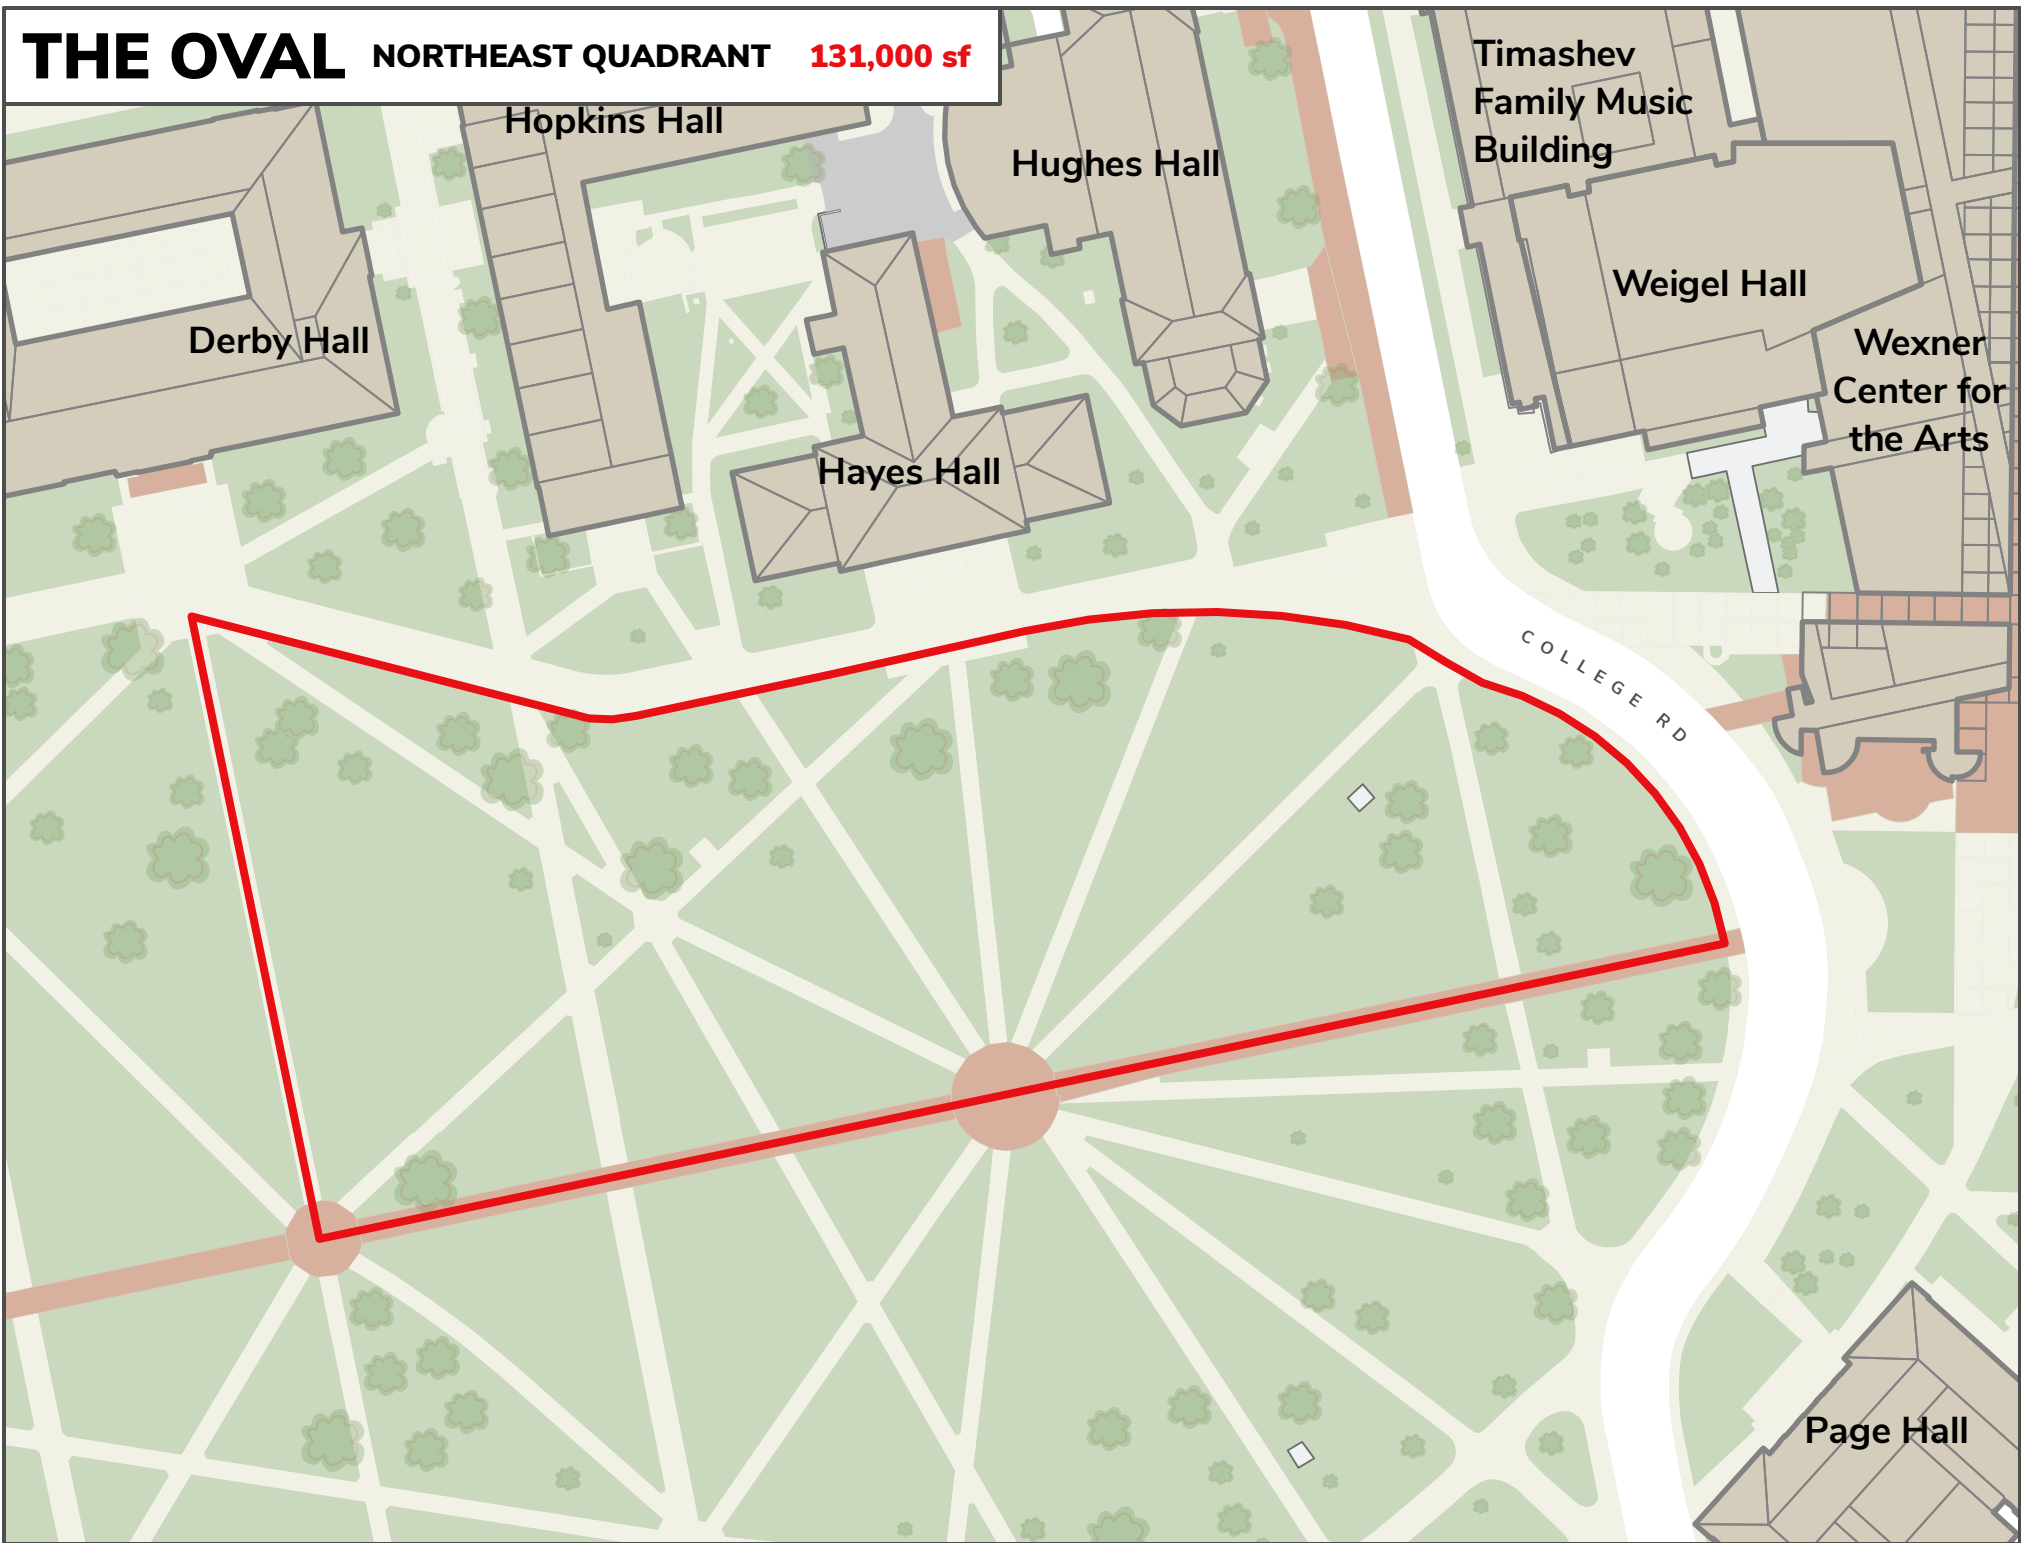 THE OVAL NORTHEAST QUADRANT 131,000 sf
Hopkins Hall
Hughes Hall
Timashev
Family Music
Building
Weigel Hall
Derby Hall
Wexner
Center for
the Arts
Hayes Hall
COLLEGE RD
Page Hall